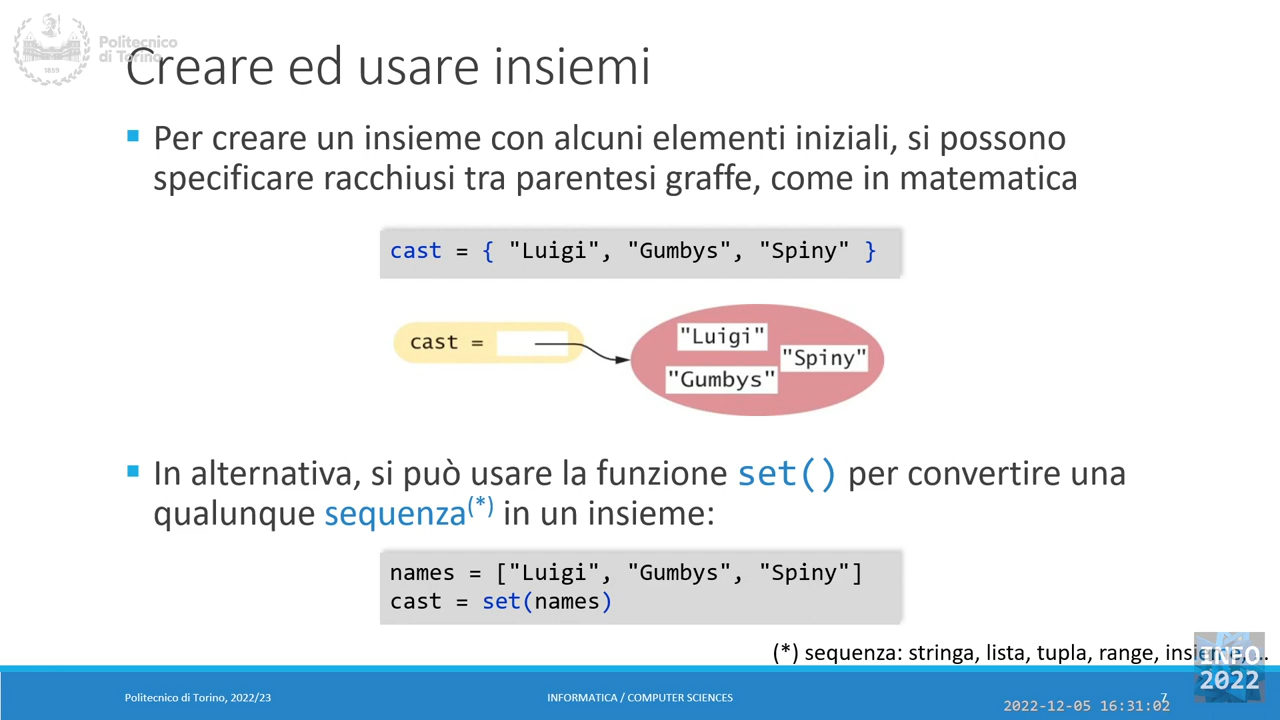 Politecnico
di Torino
1859
Creare ed usare insiemi
Per creare un insieme con alcuni elementi iniziali, si possono
specificare racchiusi tra parentesi graffe, come in matematica
cast = { "Luigi", "Gumbys", "Spiny" }
cast =
"Luigi"
"Spiny"
"Gumbys"
In alternativa, si può usare la funzione set() per convertire una
qualunque sequenza(*) in un insieme:
names = ["Luigi", "Gumbys", "Spiny"]
cast = set(names)
(*) sequenza: stringa, lista, tupla, range, insieme, …
INFO
2022
Politecnico di Torino, 2022/23
INFORMATICA / COMPUTER SCIENCES
7
2022-12-05 16:31:02